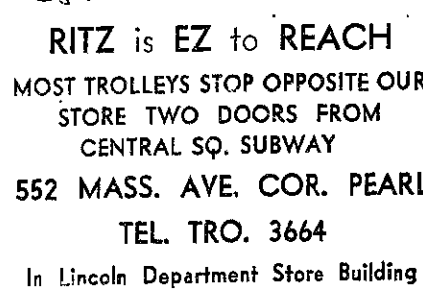 RITZ is EZ to REACH
MOST TROLLEYS STOP OPPOSITE OUR
STORE TWO DOORS FROM
CENTRAL SQ. SUBWAY
552 MASS. AVE. COR. PEARL
TEL. TRO. 3664
In Lincoln Department Store Building